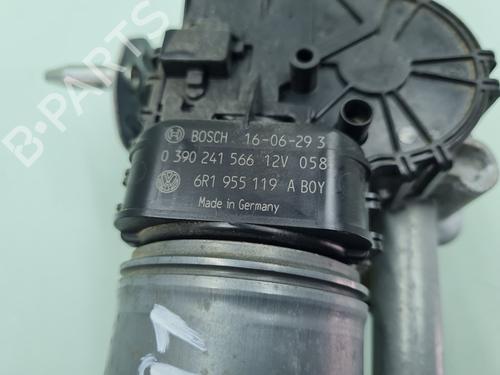 BOSCH 16-06-29 3
0 390 241 566 12V 058
6R1 955 119 A BOY
Made in Germany
B-PARTS